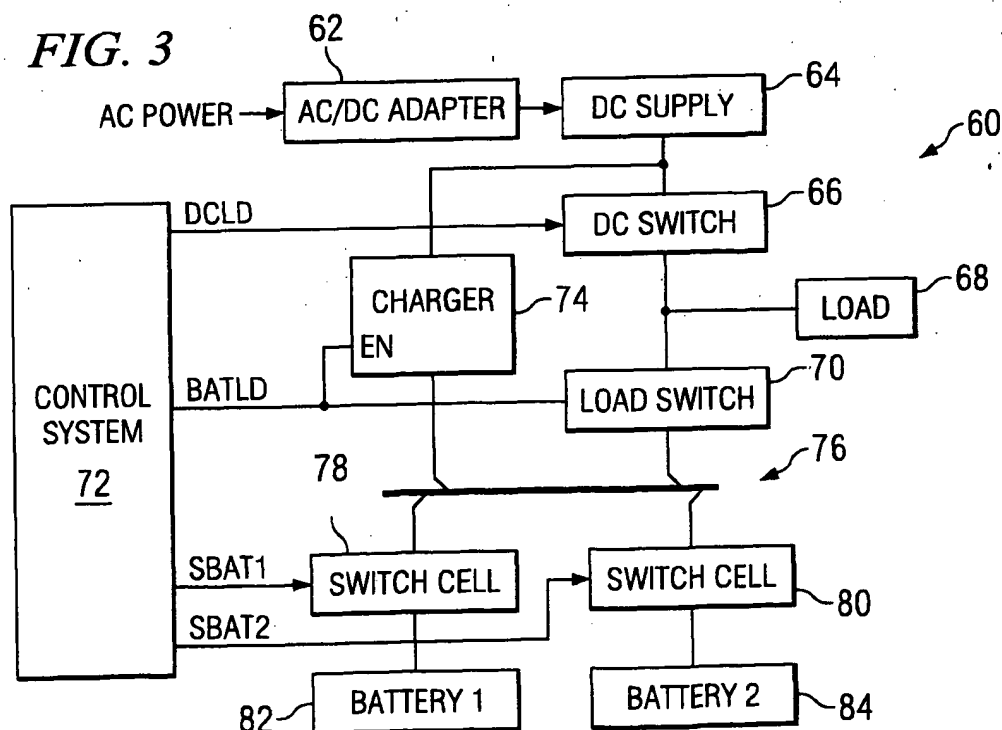 FIG. 3
62
64
AC POWER
AC/DC ADAPTER
DC SUPPLY
60
DCLD
66
DC SWITCH
CHARGER
74
EN
LOAD
68
BATLD
70
LOAD SWITCH
CONTROL
SYSTEM
72
78
76
SBAT1
SWITCH CELL
SWITCH CELL
80
SBAT2
BATTERY 1
82
BATTERY 2
84